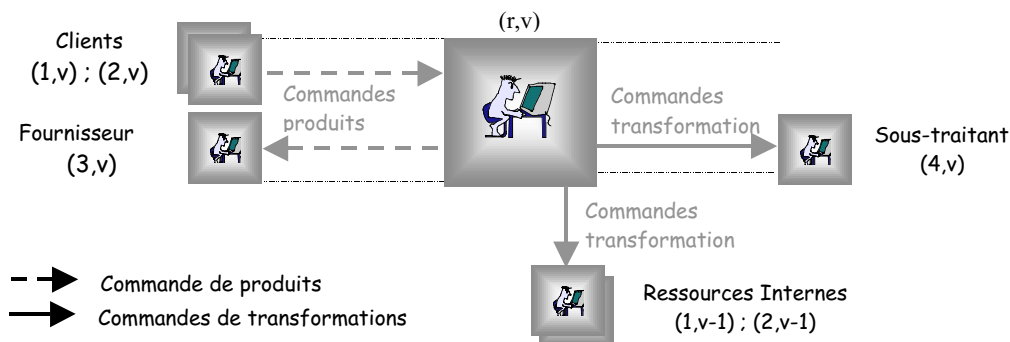 (r,v)
Clients
(1,v) ; (2,v)
Commandes
produits
Fournisseur
(3,v)
Commandes
transformation
Sous-traitant
(4,v)
Commandes
transformation
Commande de produits
Commandes de transformations
Ressources Internes
(1,v-1) ; (2,v-1)